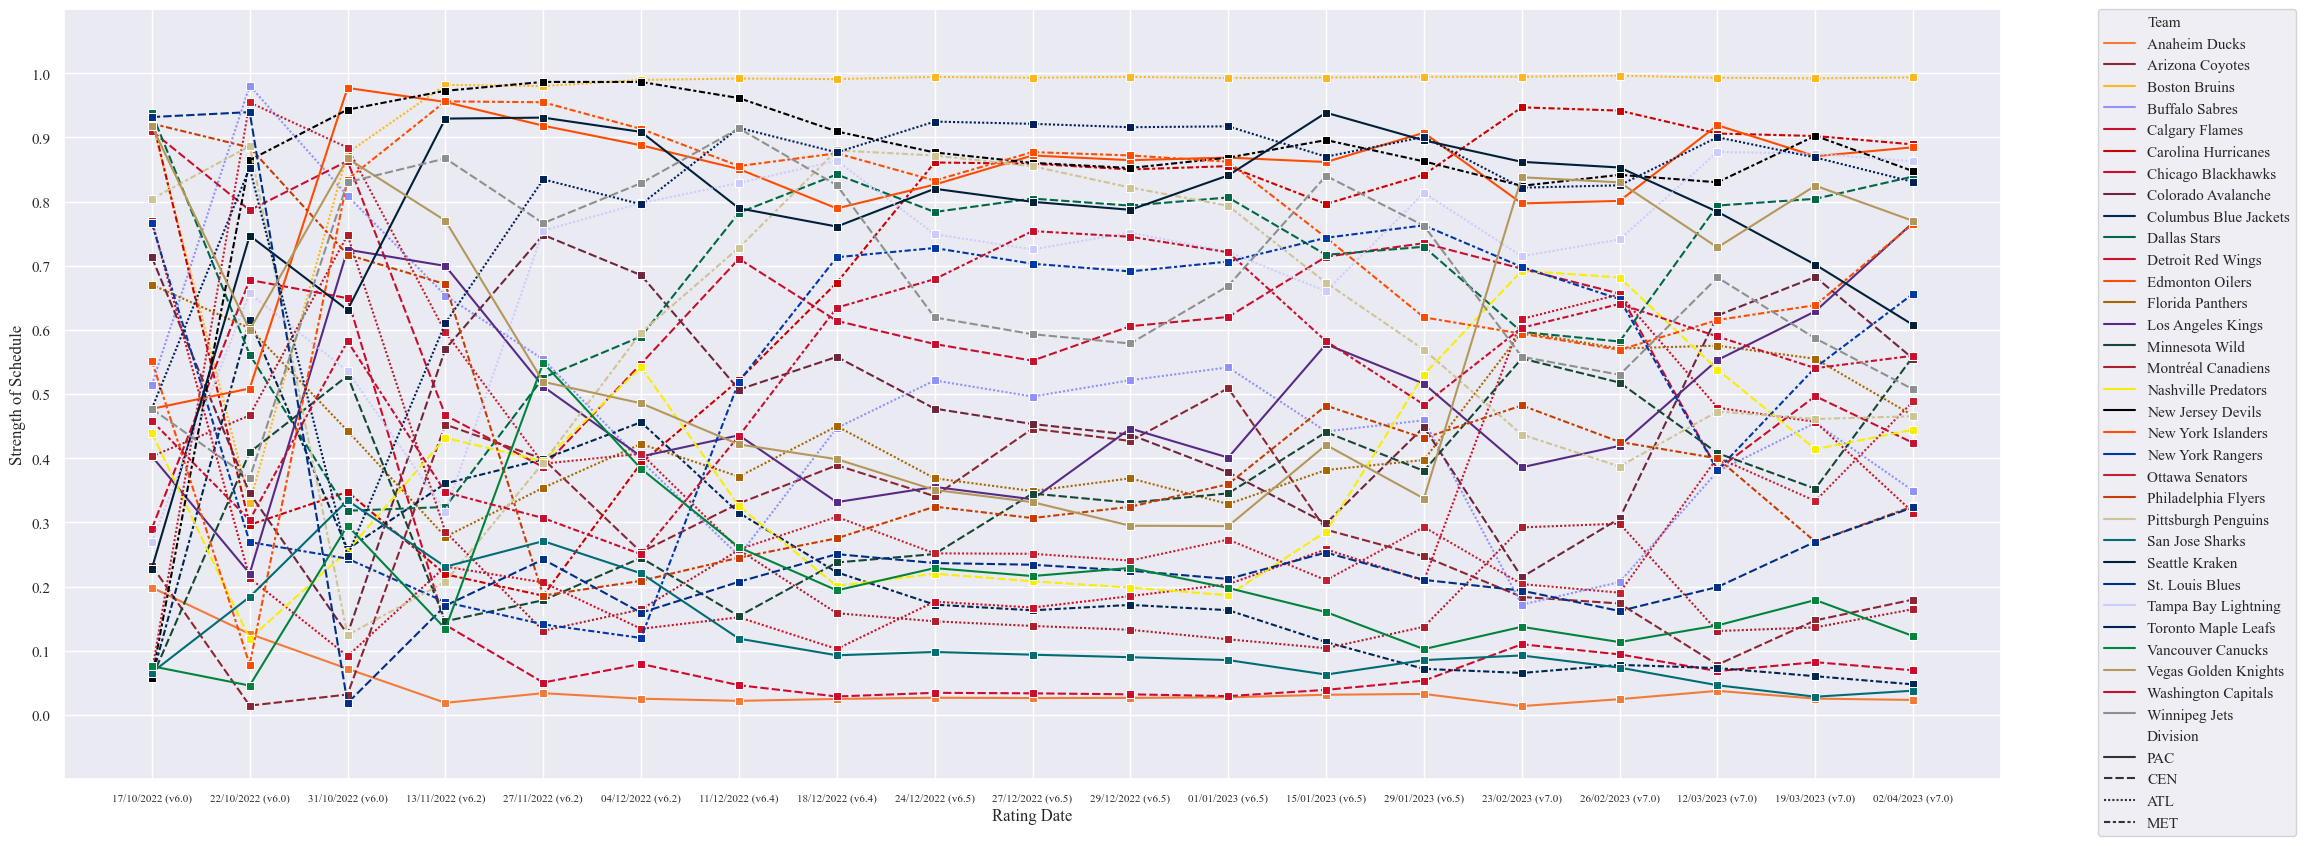 1.0
0.9
0.8
0.7
0.6
0.5
0.4
0.3
0.2
0.1
0.0
Strength of Schedule
17/10/2022 (v6.0)
22/10/2022 (v6.0)
31/10/2022 (v6.0)
13/11/2022 (v6.2)
27/11/2022 (v6.2)
04/12/2022 (v6.2)
11/12/2022 (v6.4)
18/12/2022 (v6.4)
24/12/2022 (v6.5)
27/12/2022 (v6.5)
29/12/2022 (v6.5)
01/01/2023 (v6.5)
15/01/2023 (v6.5)
29/01/2023 (v6.5)
23/02/2023 (v7.0)
26/02/2023 (v7.0)
12/03/2023 (v7.0)
19/03/2023 (v7.0)
02/04/2023 (v7.0)
Rating Date
Team
Anaheim Ducks
Arizona Coyotes
Boston Bruins
Buffalo Sabres
Calgary Flames
Carolina Hurricanes
Chicago Blackhawks
Colorado Avalanche
Columbus Blue Jackets
Dallas Stars
Detroit Red Wings
Edmonton Oilers
Florida Panthers
Los Angeles Kings
Minnesota Wild
Montréal Canadiens
Nashville Predators
New Jersey Devils
New York Islanders
New York Rangers
Ottawa Senators
Philadelphia Flyers
Pittsburgh Penguins
San Jose Sharks
Seattle Kraken
St. Louis Blues
Tampa Bay Lightning
Toronto Maple Leafs
Vancouver Canucks
Vegas Golden Knights
Washington Capitals
Winnipeg Jets
Division
PAC
CEN
ATL
MET